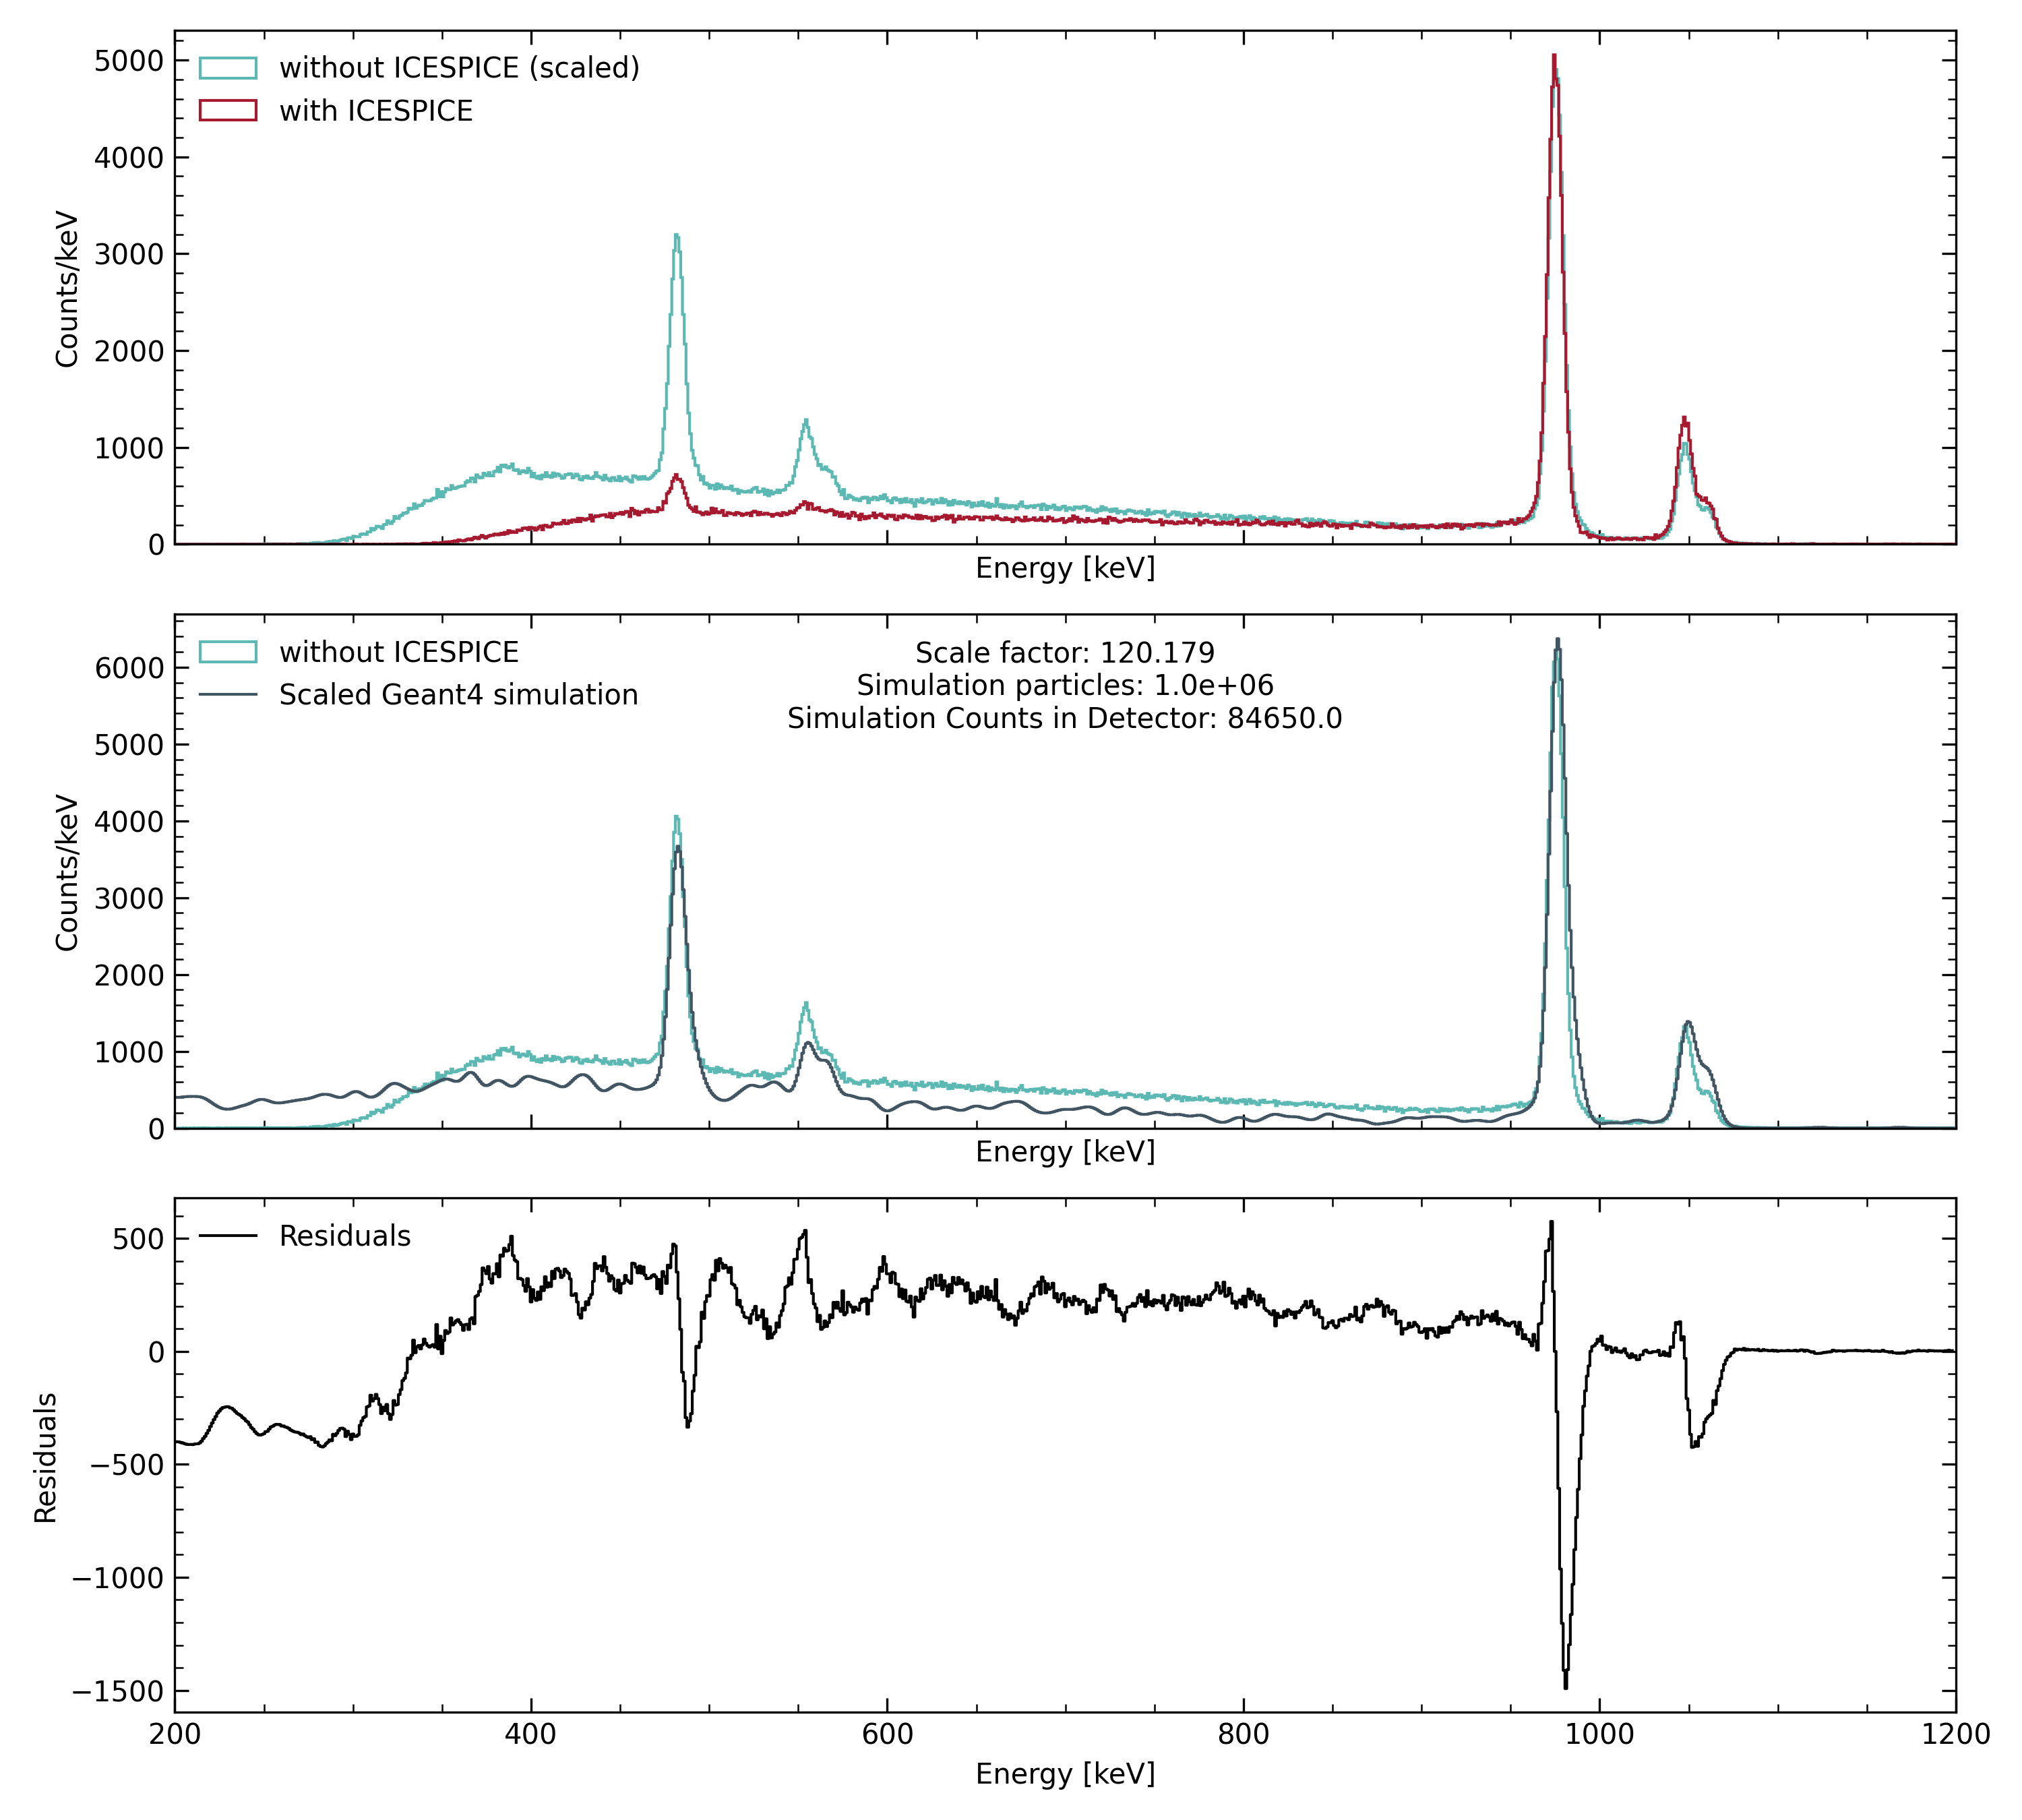 without ICESPICE (scaled)
with ICESPICE
Counts/keV
5000
4000
3000
2000
1000
0
Energy [keV]
without ICESPICE
Scaled Geant4 simulation
Scale factor: 120.179
Simulation particles: 1.0e+06
Simulation Counts in Detector: 84650.0
Counts/keV
6000
5000
4000
3000
2000
1000
0
Energy [keV]
Residuals
Residuals
500
0
−500
−1000
−1500
200 400 600 800 1000 1200
Energy [keV]